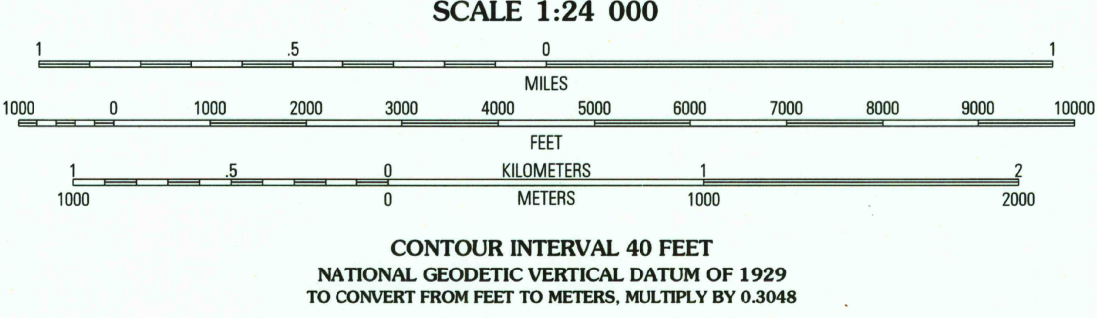 SCALE 1:24 000
1 .5 0 1
MILES
1000 0 1000 2000 3000 4000 5000 6000 7000 8000 9000 10000
FEET
1 .5 0 KILOMETERS 1 2
1000 0 METERS 1000 2000
CONTOUR INTERVAL 40 FEET
NATIONAL GEODETIC VERTICAL DATUM OF 1929
TO CONVERT FROM FEET TO METERS, MULTIPLY BY 0.3048